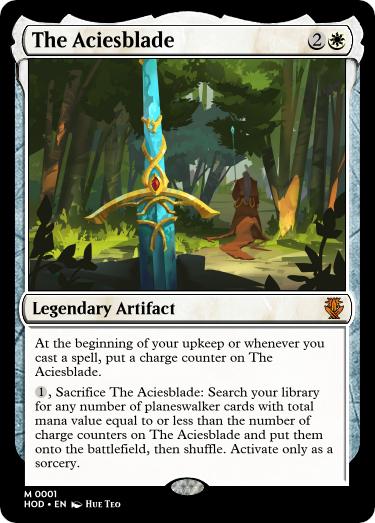 The Aciesblade 2
Legendary Artifact
At the beginning of your upkeep or whenever you
cast a spell, put a charge counter on The
Aciesblade.
1, Sacrifice The Aciesblade: Search your library
for any number of planeswalker cards with total
mana value equal to or less than the number of
charge counters on The Aciesblade and put them
onto the battlefield, then shuffle. Activate only as a
sorcery.
M 0001
HOD • EN Hue Teo